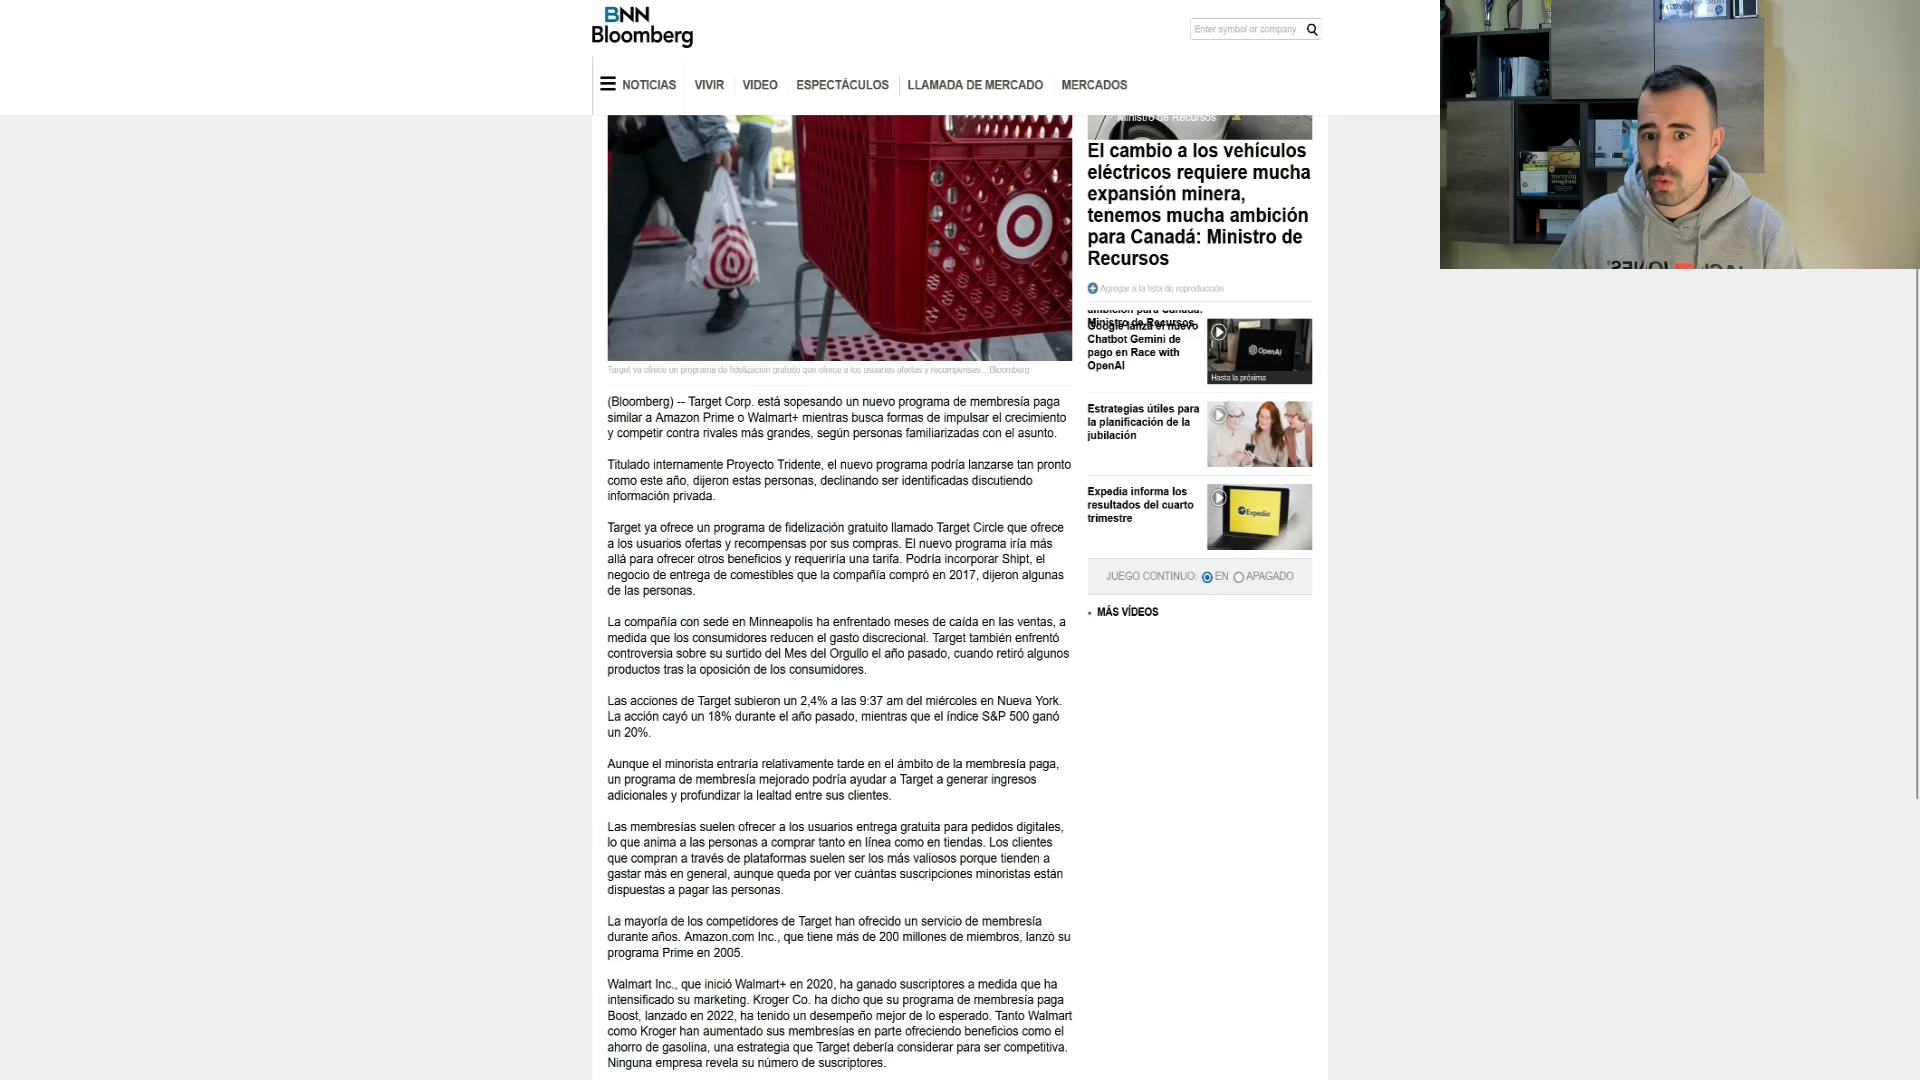 BNN
Bloomberg
Enter symbol or company
NOTICIAS
VIVIR
VIDEO
ESPECTÁCULOS
LLAMADA DE MERCADO
MERCADOS
Target ya ofrece un programa de fidelización gratuito que ofrece a los usuarios ofertas y recompensas. . Bloomberg
(Bloomberg) -- Target Corp. está sopesando un nuevo programa de membresía paga
similar a Amazon Prime o Walmart+ mientras busca formas de impulsar el crecimiento
y competir contra rivales más grandes, según personas familiarizadas con el asunto.
Titulado internamente Proyecto Tridente, el nuevo programa podría lanzarse tan pronto
como este año, dijeron estas personas, declinando ser identificadas discutiendo
información privada.
Target ya ofrece un programa de fidelización gratuito llamado Target Circle que ofrece
a los usuarios ofertas y recompensas por sus compras. El nuevo programa iría más
allá para ofrecer otros beneficios y requeriría una tarifa. Podría incorporar Shipt, el
negocio de entrega de comestibles que la compañía compró en 2017, dijeron algunas
de las personas.
La compañía con sede en Minneapolis ha enfrentado meses de caída en las ventas, a
medida que los consumidores reducen el gasto discrecional. Target también enfrentó
controversia sobre su surtido del Mes del Orgullo el año pasado, cuando retiró algunos
productos tras la oposición de los consumidores.
Las acciones de Target subieron un 2,4% a las 9:37 am del miércoles en Nueva York.
La acción cayó un 18% durante el año pasado, mientras que el índice S&P 500 ganó
un 20%.
Aunque el minorista entraría relativamente tarde en el ámbito de la membresía paga,
un programa de membresía mejorado podría ayudar a Target a generar ingresos
adicionales y profundizar la lealtad entre sus clientes.
Las membresías suelen ofrecer a los usuarios entrega gratuita para pedidos digitales,
lo que anima a las personas a comprar tanto en línea como en tiendas. Los clientes
que compran a través de plataformas suelen ser los más valiosos porque tienden a
gastar más en general, aunque queda por ver cuántas suscripciones minoristas están
dispuestas a pagar las personas.
La mayoría de los competidores de Target han ofrecido un servicio de membresía
durante años. Amazon.com Inc., que tiene más de 200 millones de miembros, lanzó su
programa Prime en 2005.
Walmart Inc., que inició Walmart+ en 2020, ha ganado suscriptores a medida que ha
intensificado su marketing. Kroger Co. ha dicho que su programa de membresía paga
Boost, lanzado en 2022, ha tenido un desempeño mejor de lo esperado. Tanto Walmart
como Kroger han aumentado sus membresías en parte ofreciendo beneficios como el
ahorro de gasolina, una estrategia que Target debería considerar para ser competitiva.
Ninguna empresa revela su número de suscriptores.
Ministro de Recursos
El cambio a los vehículos
eléctricos requiere mucha
expansión minera,
tenemos mucha ambición
para Canadá: Ministro de
Recursos
Agregar a la lista de reproducción
ambición para Canadá:
Ministro de Recursos
Google lanza el nuevo
Chatbot Gemini de
pago en Race with
OpenAI
OpenAI
Hasta la próxima
Estrategias útiles para
la planificación de la
jubilación
Expedia informa los
resultados del cuarto
trimestre
Expedia
JUEGO CONTINUO: EN APAGADO
MÁS VÍDEOS